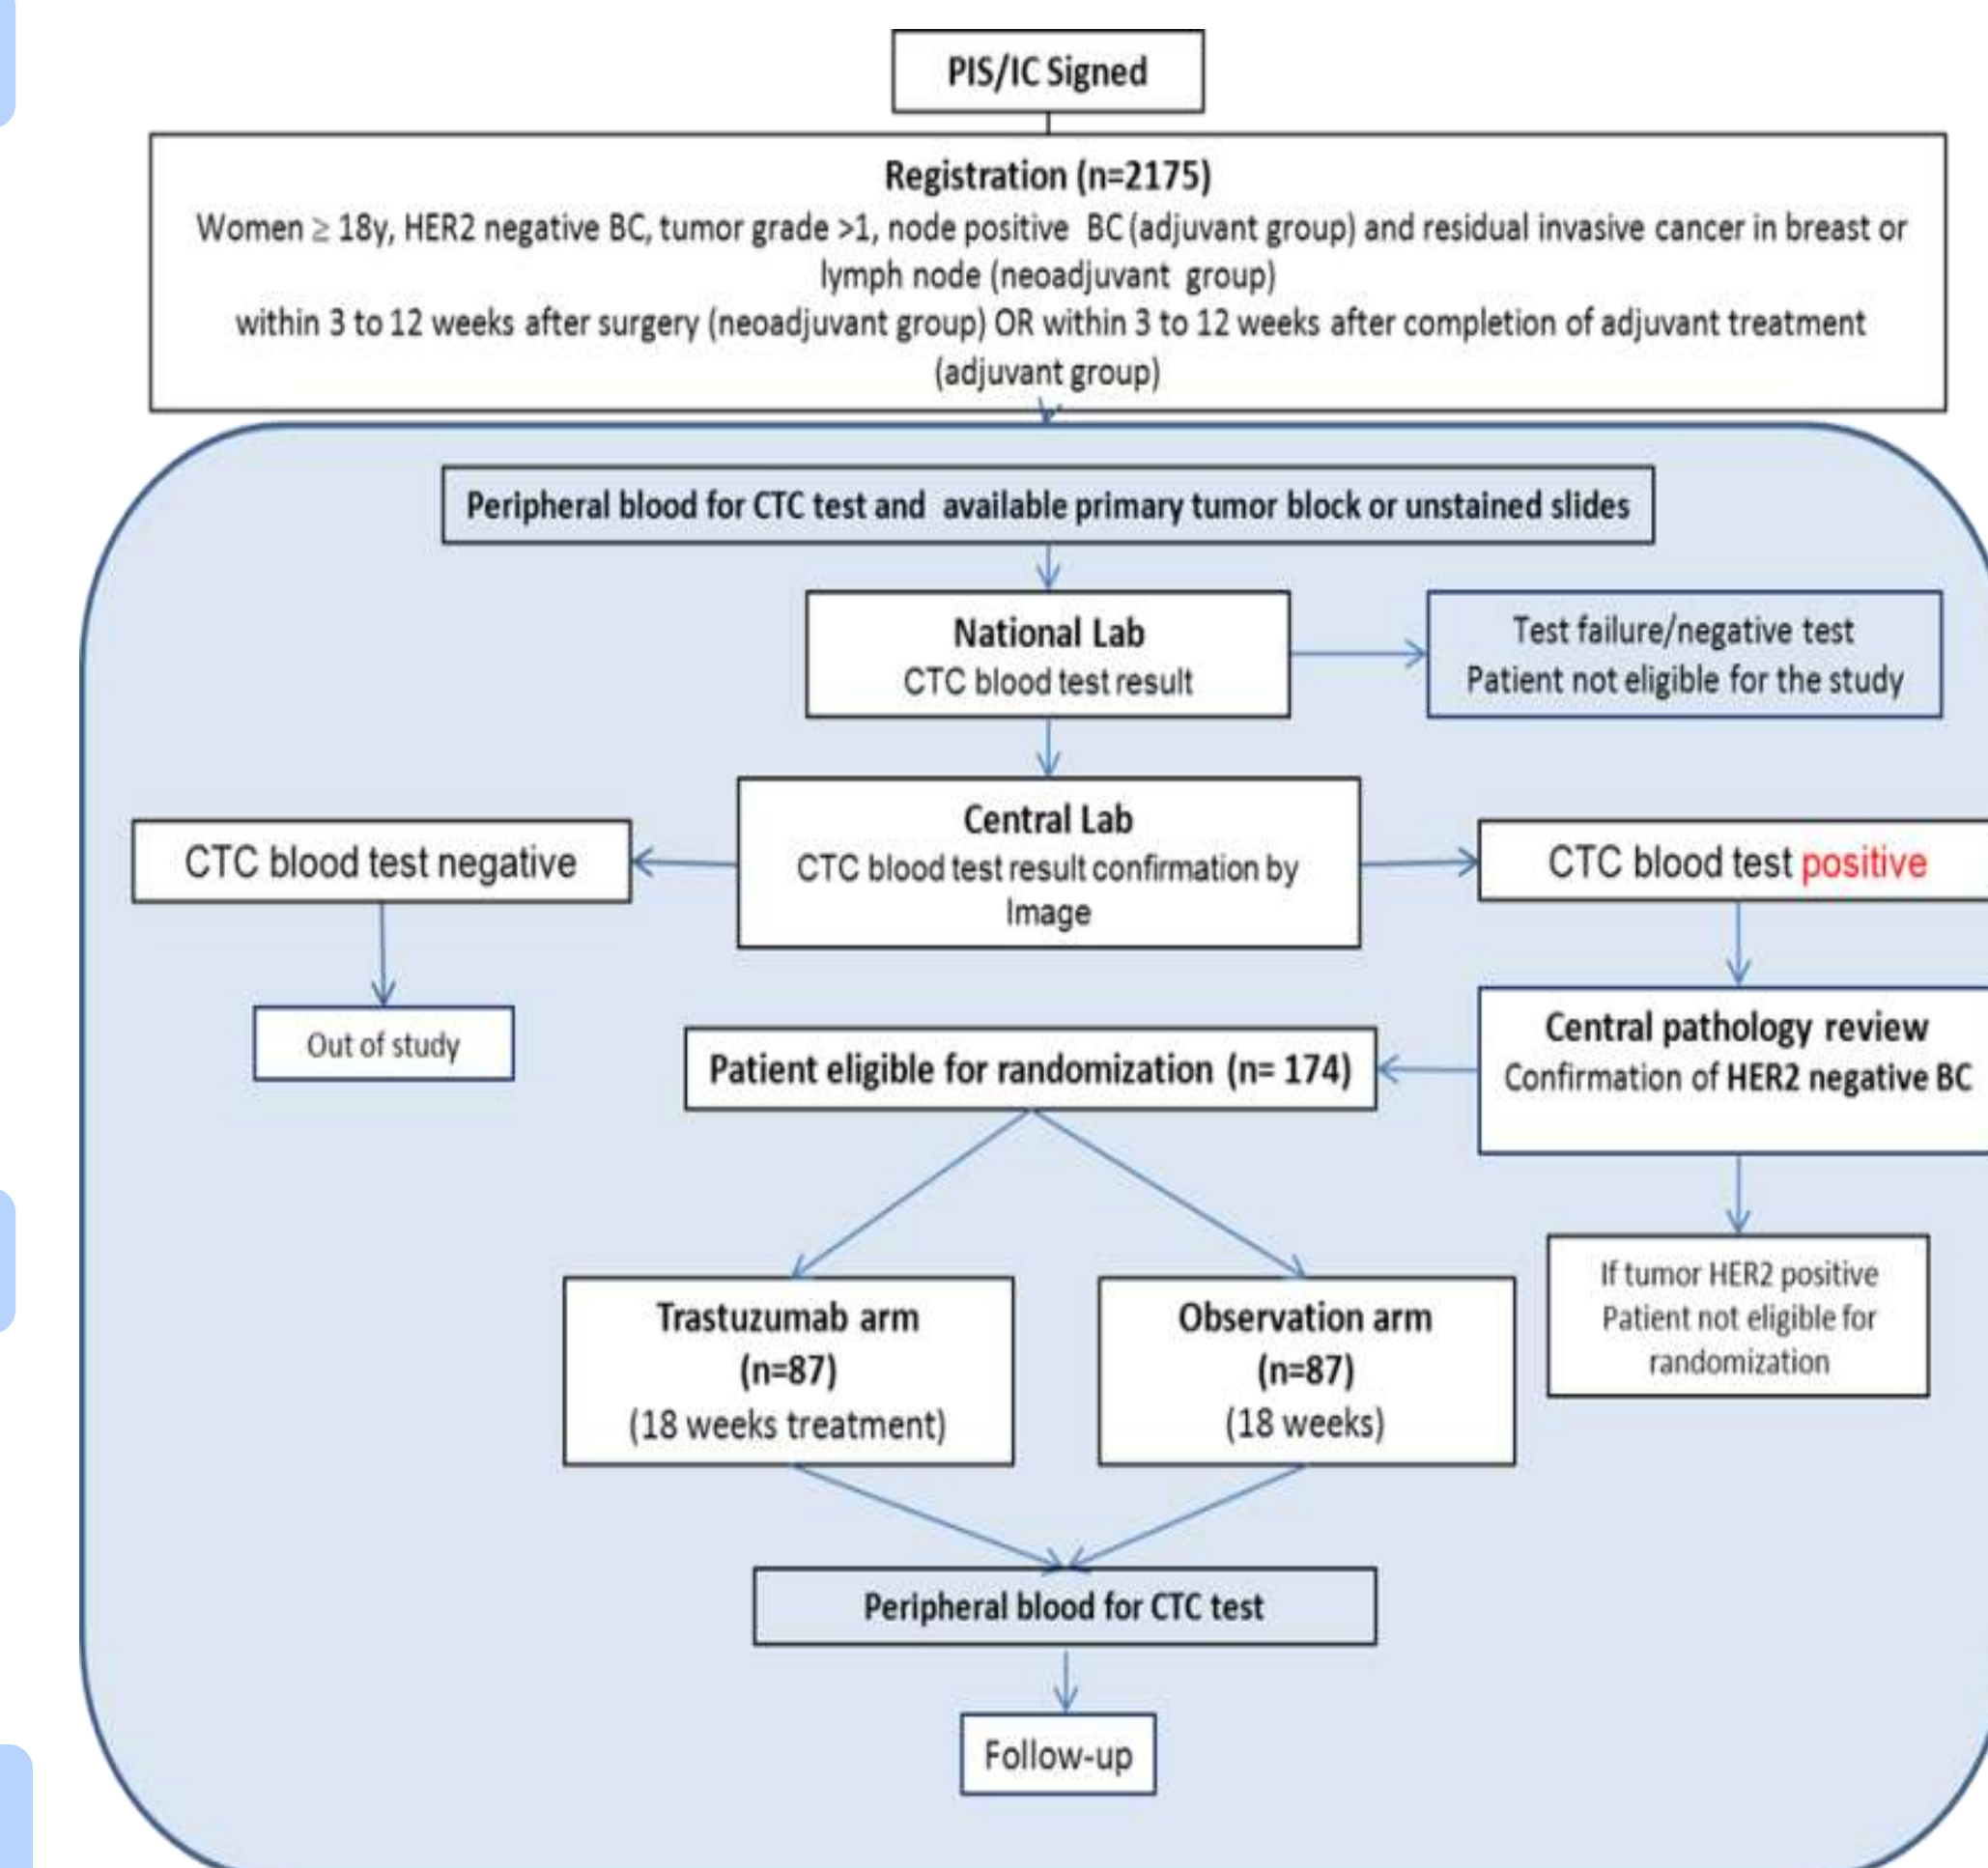 PIS/IC Signed
Registration (n=2175)
Women ≥ 18y, HER2 negative BC, tumor grade >1, node positive BC (adjuvant group) and residual invasive cancer in breast or
lymph node (neoadjuvant group)
within 3 to 12 weeks after surgery (neoadjuvant group) OR within 3 to 12 weeks after completion of adjuvant treatment
(adjuvant group)
Peripheral blood for CTC test and available primary tumor block or unstained slides
National Lab
CTC blood test result
Test failure/negative test
Patient not eligible for the study
Central Lab
CTC blood test result confirmation by
Image
CTC blood test negative
CTC blood test positive
Out of study
Central pathology review
Confirmation of HER2 negative BC
Patient eligible for randomization (n= 174)
If tumor HER2 positive
Patient not eligible for
randomization
Trastuzumab arm
(n=87)
(18 weeks treatment)
Observation arm
(n=87)
(18 weeks)
Peripheral blood for CTC test
Follow-up